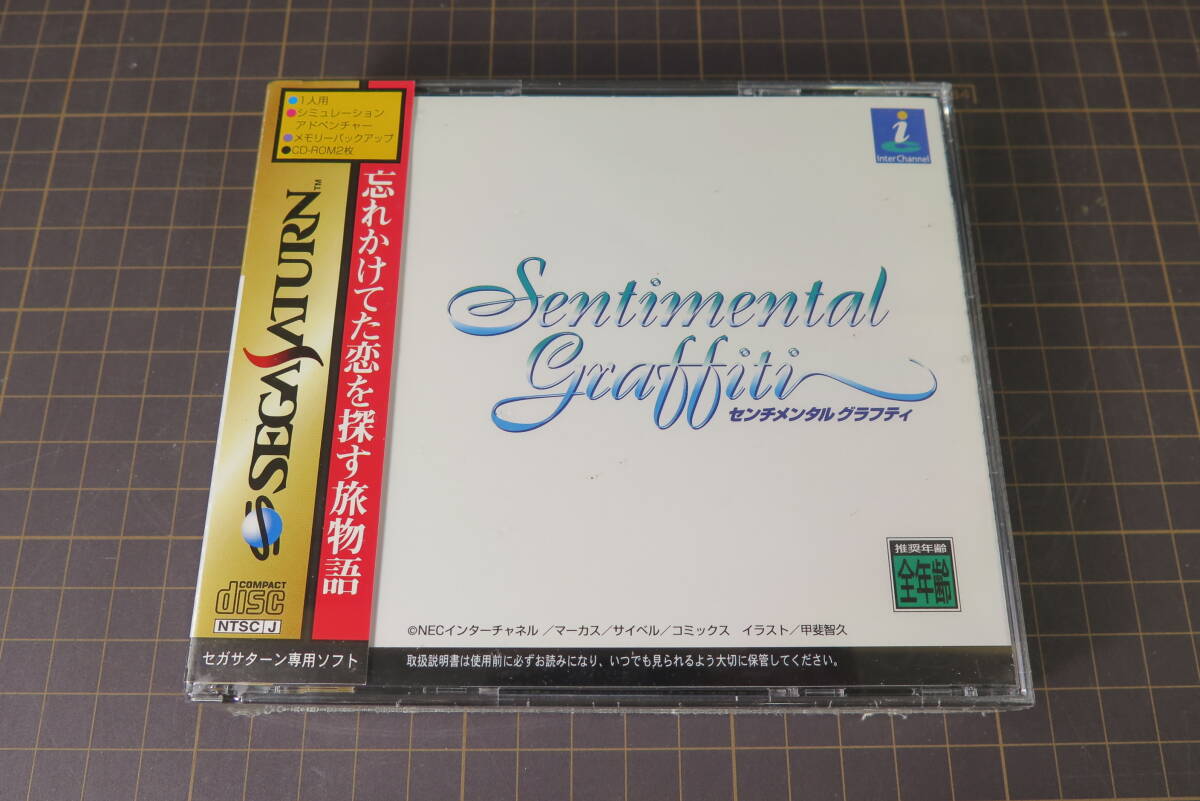 ●1人用
●シミュレーション
アドベンチャー
●メモリーバックアップ
●CD-ROM2枚
SEGA SATURN™
忘れかけてた恋を探す旅物語
COMPACT
disc
NTSC J
セガサターン専用ソフト
i
InterChannel
Sentimental
Graffiti
センチメンタル グラフティ
推奨年齢
全年齢
©NECインターチャネル／マーカス／サイベル／コミックス イラスト／甲斐智久
取扱説明書は使用前に必ずお読みになり、いつでも見られるよう大切に保管してください。